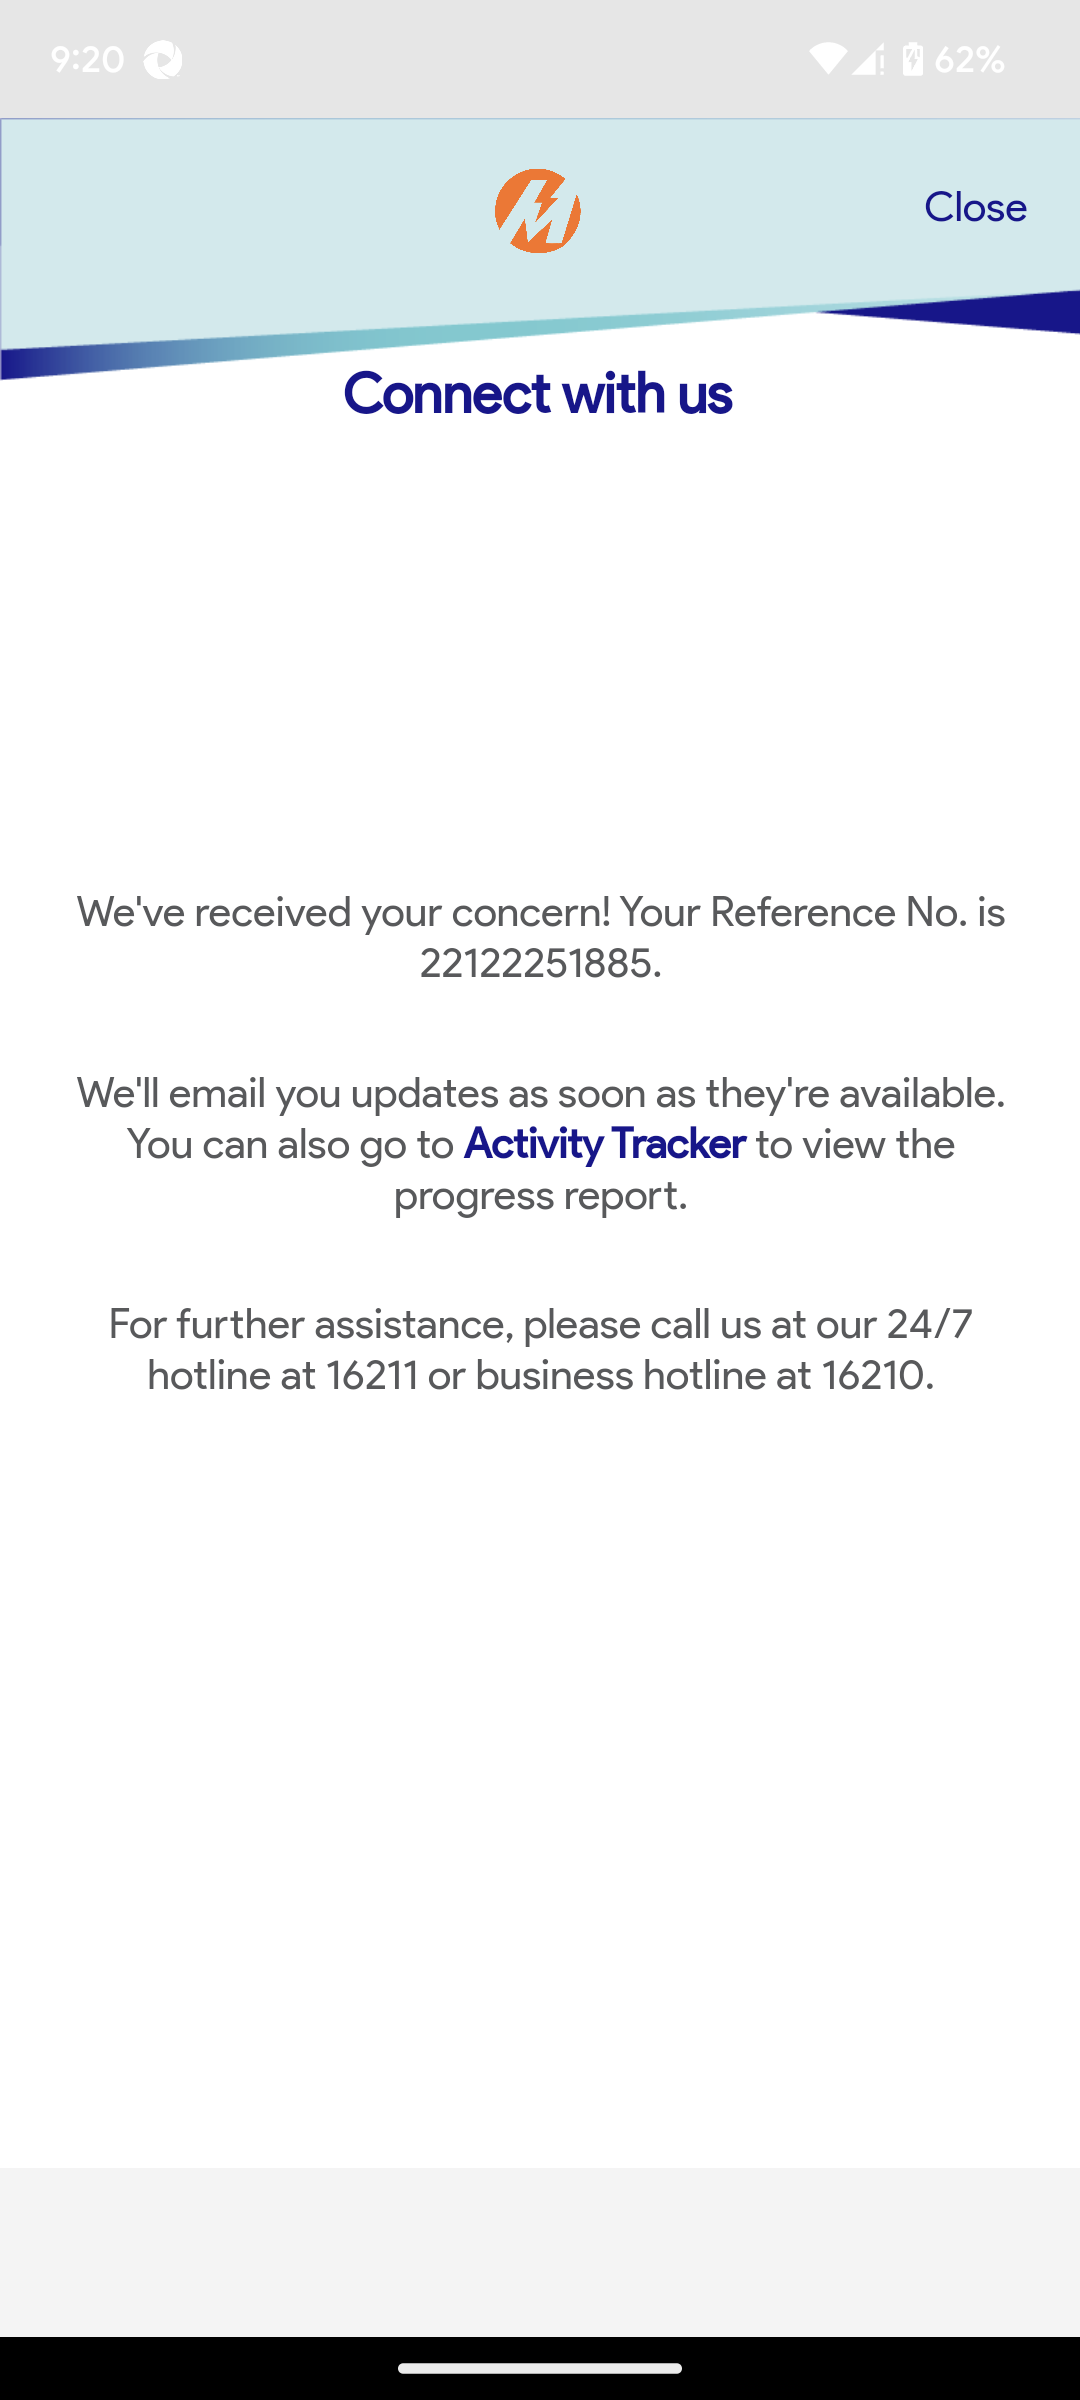 9:20
62%
Close
Connect with us
We've received your concern! Your Reference No. is
22122251885.
We'll email you updates as soon as they're available.
You can also go to Activity Tracker to view the
progress report.
For further assistance, please call us at our 24/7
hotline at 16211 or business hotline at 16210.